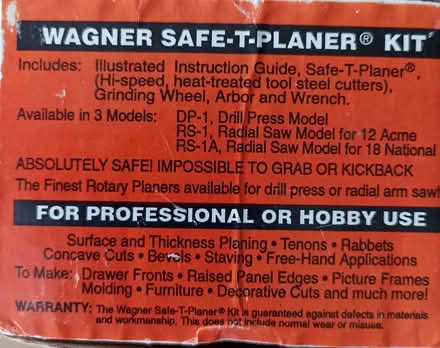 WAGNER SAFE-T-PLANER® KIT
Includes: Illustrated Instruction Guide, Safe-T-Planer®,
(Hi-speed, heat-treated tool steel cutters),
Grinding Wheel, Arbor and Wrench.
Available in 3 Models: DP-1, Drill Press Model
RS-1, Radial Saw Model for 12 Acme
RS-1A, Radial Saw Model for 18 National
ABSOLUTELY SAFE! IMPOSSIBLE TO GRAB OR KICKBACK
The Finest Rotary Planers available for drill press or radial arm saw!
FOR PROFESSIONAL OR HOBBY USE
Surface and Thickness Planing • Tenons • Rabbets
Concave Cuts • Bevels • Staving • Free-Hand Applications
To Make: Drawer Fronts • Raised Panel Edges • Picture Frames
Molding • Furniture • Decorative Cuts and much more!
WARRANTY: The Wagner Safe-T-Planer® Kit is guaranteed against defects in materials
and workmanship. This does not include normal wear or misuse.